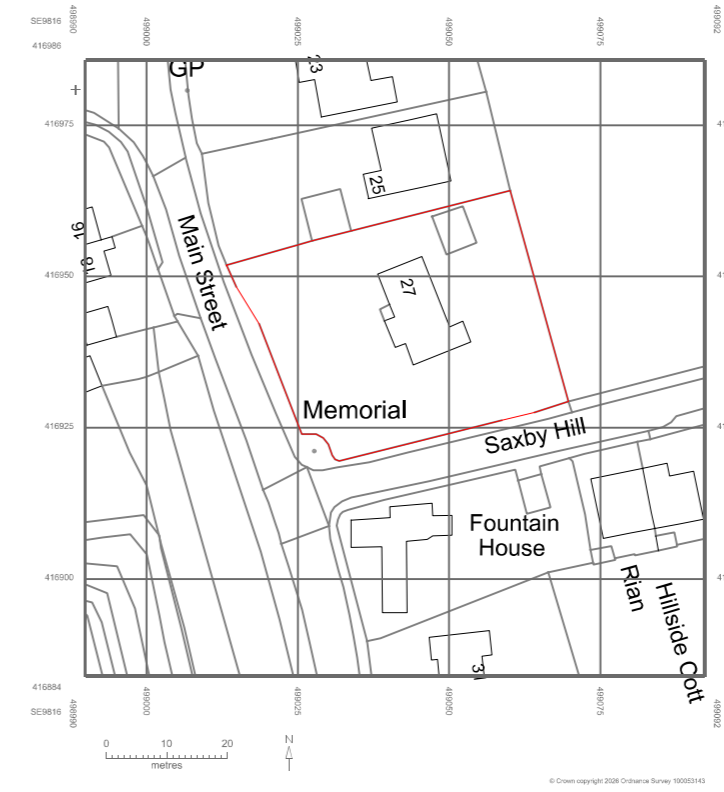 498990
499000
499025
499050
499075
499092
SE9816
416986
GP
23
416975
25
16
18
Main Street
416950
27
Memorial
416925
Saxby Hill
Fountain
House
416900
Rian
Hillside Cott
31
416884
SE9816
498990
499000
499025
499050
499075
499092
0
10
20
metres
N
© Crown copyright 2026 Ordnance Survey 100053143